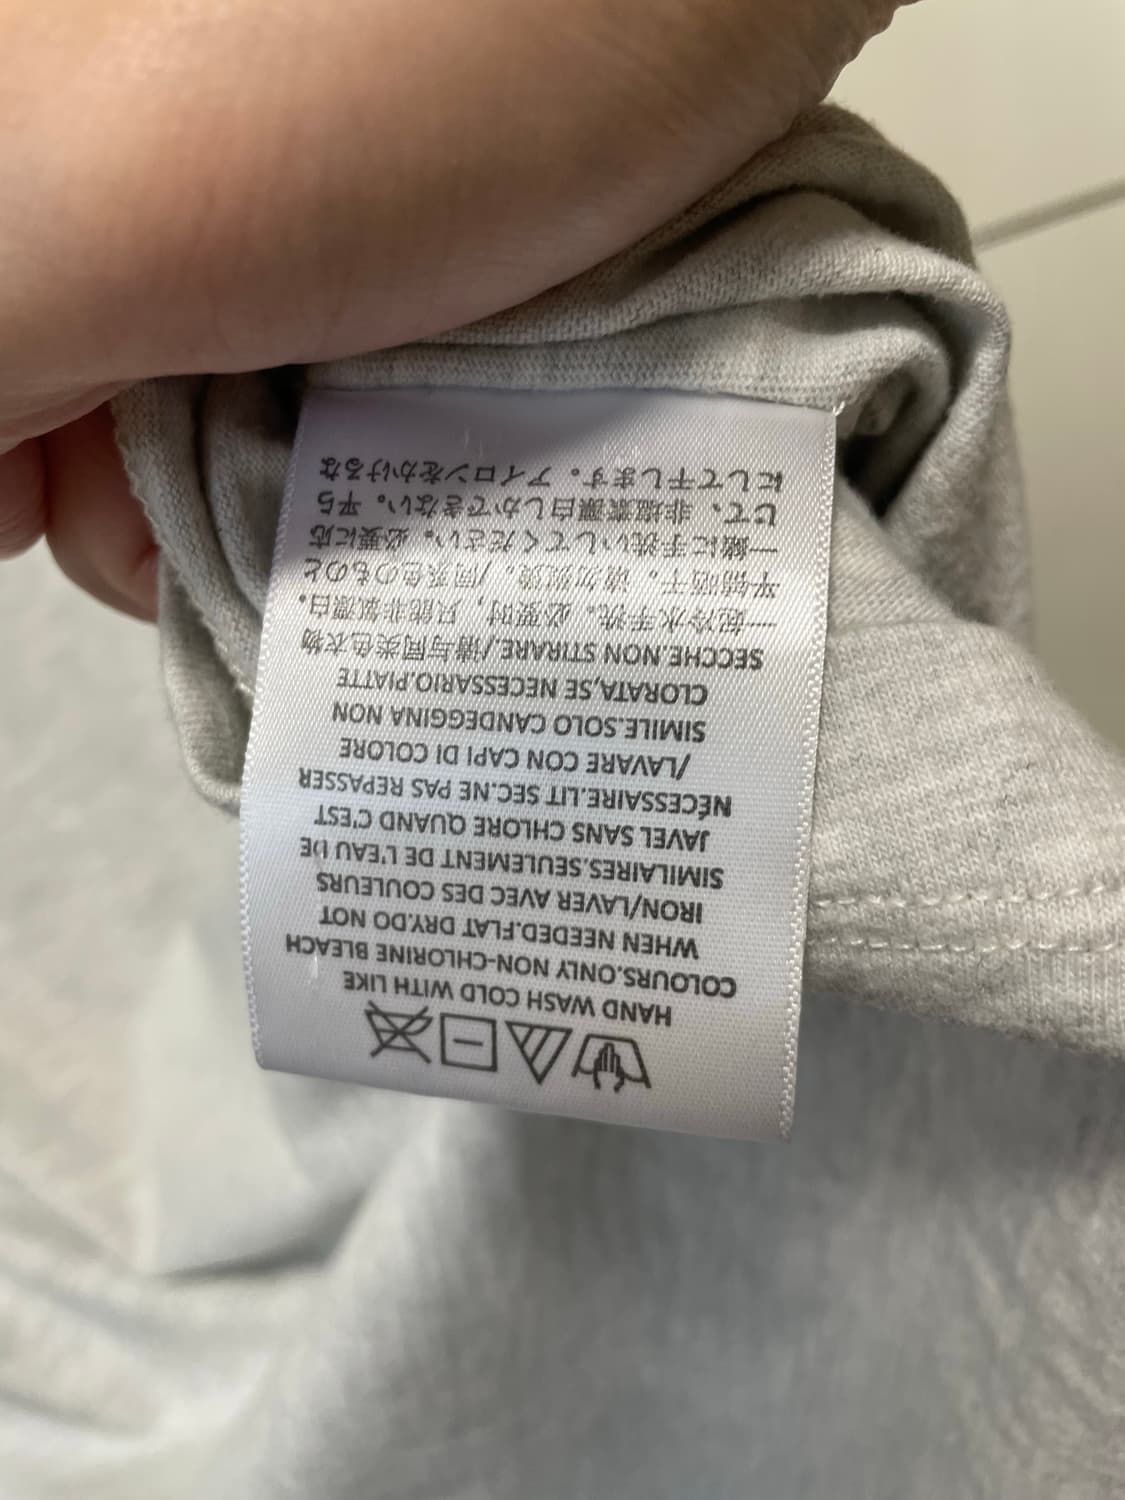 HAND WASH COLD WITH LIKE
COLOURS.ONLY NON-CHLORINE BLEACH
WHEN NEEDED.FLAT DRY.DO NOT
IRON/LAVER AVEC DES COULEURS
SIMILAIRES.SEULEMENT DE L'EAU DE
JAVEL SANS CHLORE QUAND C'EST
NÉCESSAIRE.LIT SEC.NE PAS REPASSER
/LAVARE CON CAPI DI COLORE
SIMILE.SOLO CANDEGGINA NON
CLORATA,SE NECESSARIO.PIATTE
SECCHE.NON STIRARE./请与同类色衣物
一起冷水手洗。必要时，只能非氯漂白。
平铺晒干。请勿熨烫。/同系色のものと
一緒に手洗いしてください。必要に応
じて、非塩素漂白しかできない。平ら
にして干します。アイロンをかけるな